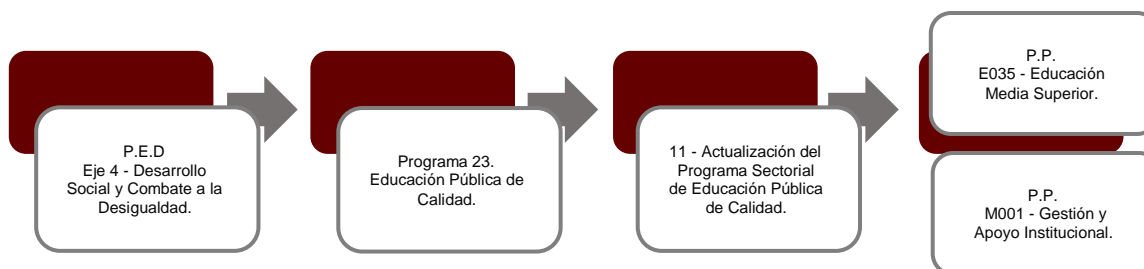 P.E.D
Eje 4 - Desarrollo
Social y Combate a la
Desigualdad.
Programa 23.
Educación Pública de
Calidad.
11 - Actualización del
Programa Sectorial
de Educación Pública
de Calidad.
P.P.
E035 - Educación
Media Superior.
P.P.
M001 - Gestión y
Apoyo Institucional.